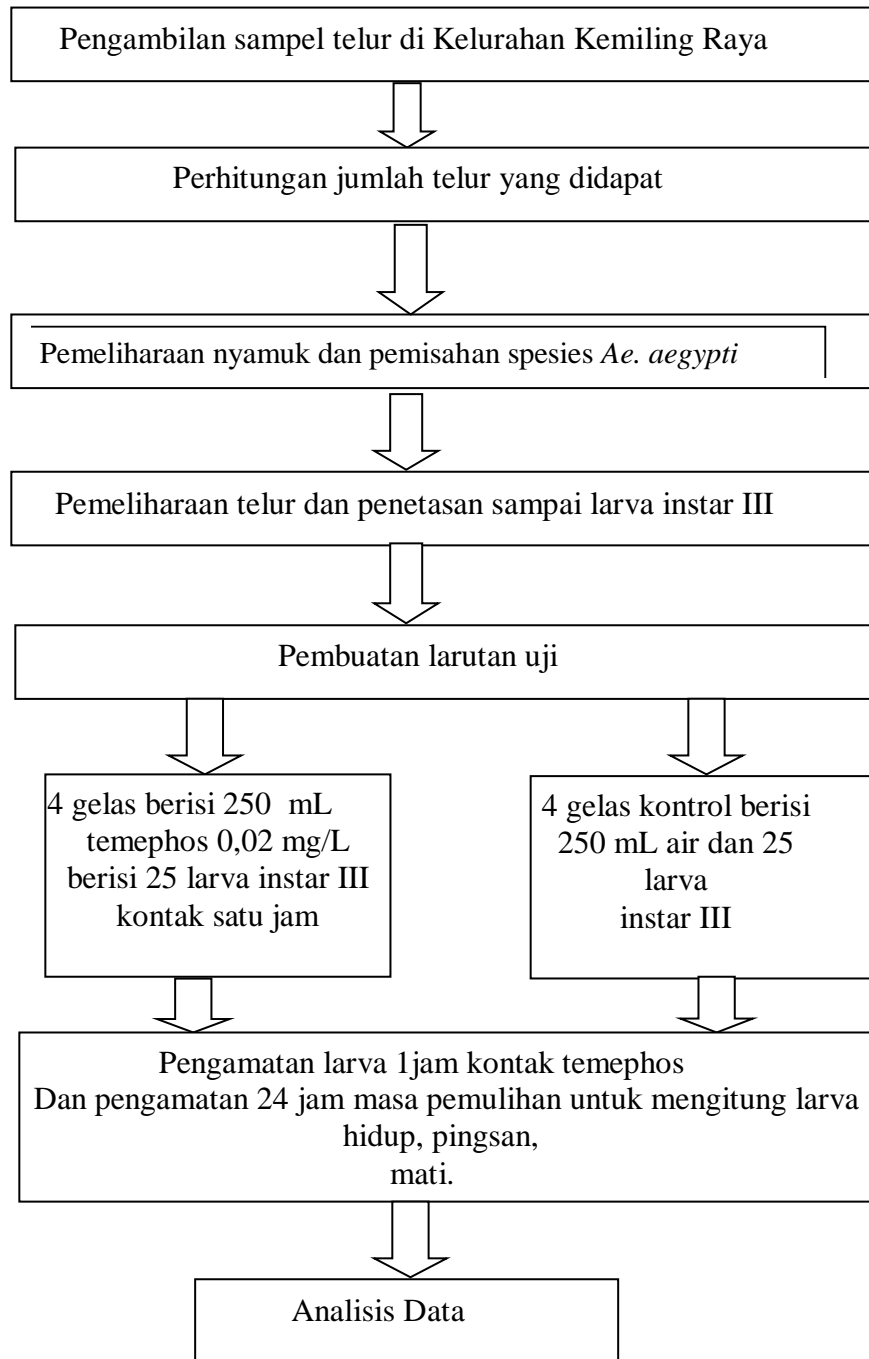 Pengambilan sampel telur di Kelurahan Kemiling Raya
Perhitungan jumlah telur yang didapat
Pemeliharaan nyamuk dan pemisahan spesies Ae. aegypti
Pemeliharaan telur dan penetasan sampai larva instar III
Pembuatan larutan uji
4 gelas berisi 250 mL
temephos 0,02 mg/L
berisi 25 larva instar III
kontak satu jam
4 gelas kontrol berisi
250 mL air dan 25
larva
instar III
Pengamatan larva 1jam kontak temephos
Dan pengamatan 24 jam masa pemulihan untuk mengitung larva
hidup, pingsan,
mati.
Analisis Data